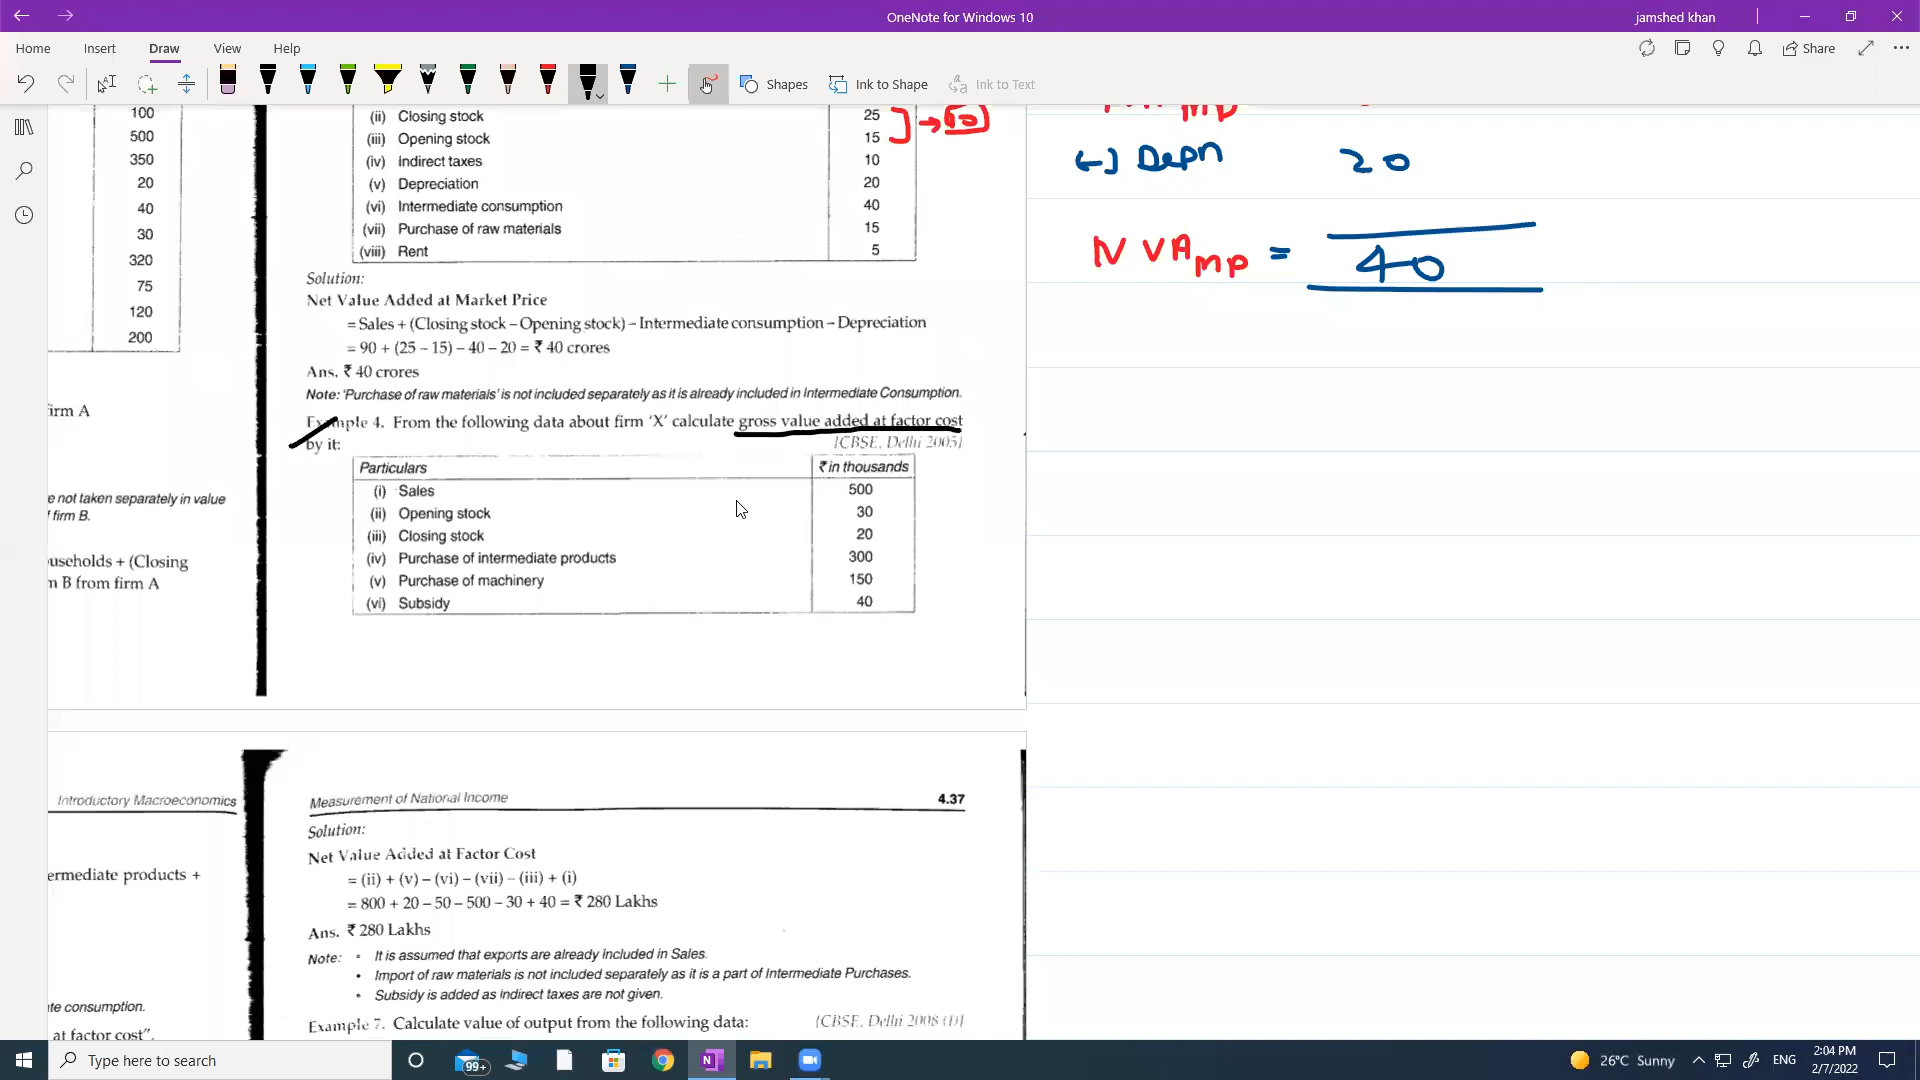 OneNote for Windows 10
jamshed khan
Home Insert Draw View Help
Share
Shapes
Ink to Shape
Ink to Text
100
500
350
20
40
30
320
75
120
200
irm A
e not taken separately in value
f firm B.
useholds + (Closing
n B from firm A
(ii) Closing stock 25
(iii) Opening stock 15
(iv) Indirect taxes 10
(v) Depreciation 20
(vi) Intermediate consumption 40
(vii) Purchase of raw materials 15
(viii) Rent 5
→ 10
Solution:
Net Value Added at Market Price
= Sales + (Closing stock – Opening stock) – Intermediate consumption – Depreciation
= 90 + (25 – 15) – 40 – 20 = ₹ 40 crores
Ans. ₹ 40 crores
Note: 'Purchase of raw materials' is not included separately as it is already included in Intermediate Consumption.
Example 4. From the following data about firm 'X' calculate gross value added at factor cost
by it: [CBSE, Delhi 2005]
Particulars ₹ in thousands
(i) Sales 500
(ii) Opening stock 30
(iii) Closing stock 20
(iv) Purchase of intermediate products 300
(v) Purchase of machinery 150
(vi) Subsidy 40
(-) Depn 20
NVA MP = 40
Introductory Macroeconomics
ermediate products +
te consumption.
at factor cost".
Measurement of National Income 4.37
Solution:
Net Value Added at Factor Cost
= (ii) + (v) – (vi) – (vii) – (iii) + (i)
= 800 + 20 – 50 – 500 – 30 + 40 = ₹ 280 Lakhs
Ans. ₹ 280 Lakhs
Note: • It is assumed that exports are already included in Sales.
• Import of raw materials is not included separately as it is a part of Intermediate Purchases.
• Subsidy is added as indirect taxes are not given.
Example 7. Calculate value of output from the following data: [CBSE, Delhi 2008 (I)]
Type here to search
99+
26°C Sunny
ENG
2:04 PM
2/7/2022